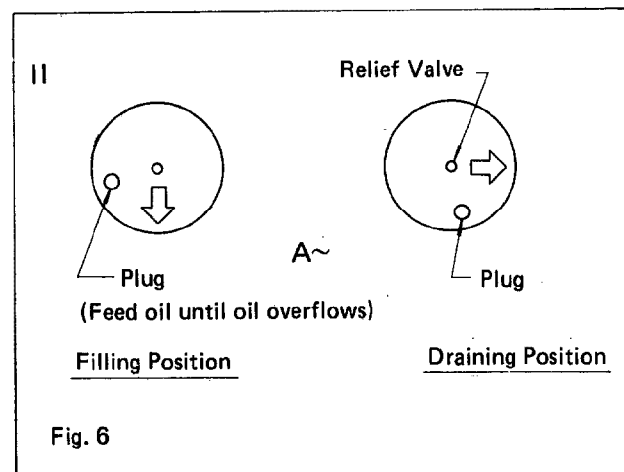 II
Relief Valve
Plug
A~
Plug
(Feed oil until oil overflows)
Filling Position
Draining Position
Fig. 6